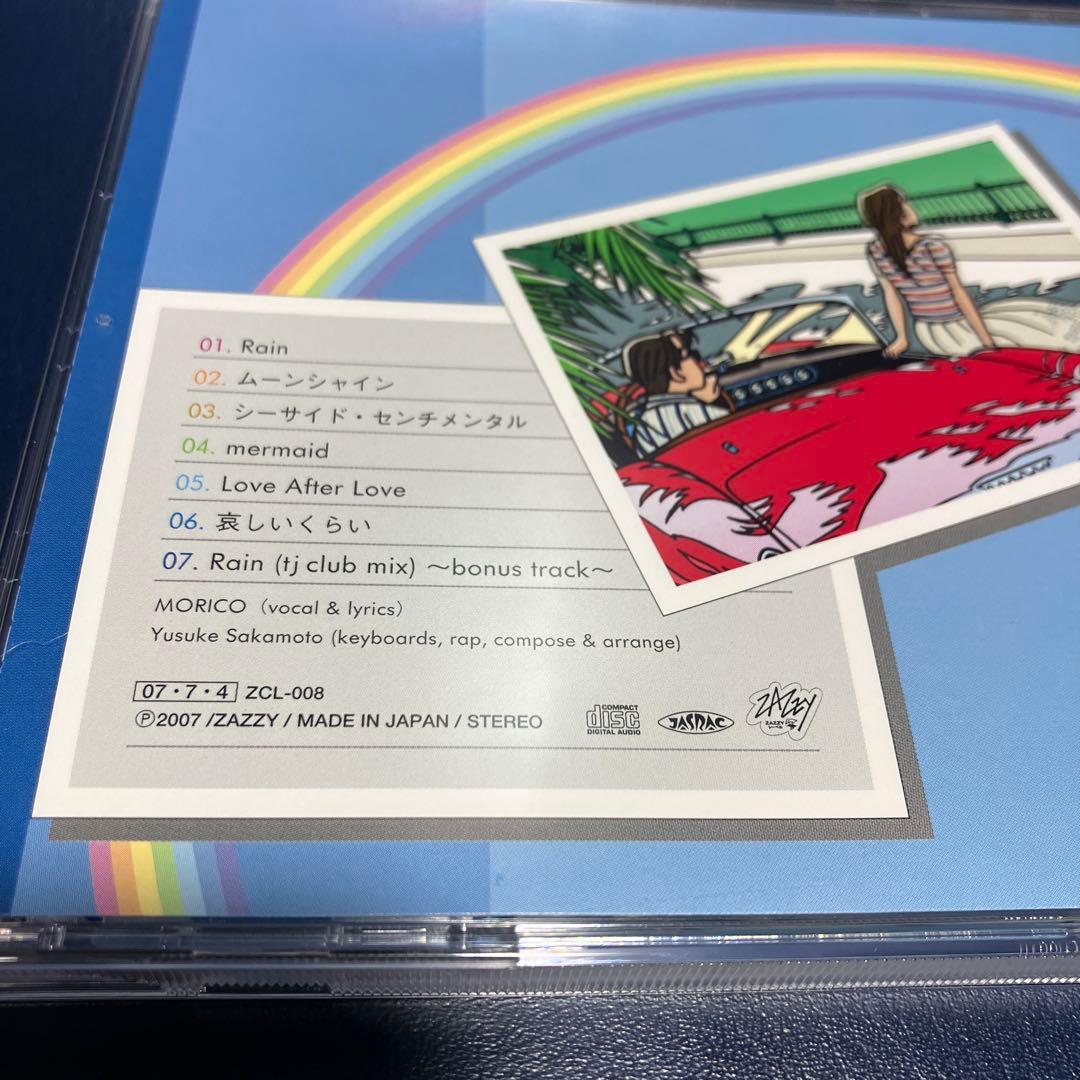 01. Rain
02. ムーンシャイン
03. シーサイド・センチメンタル
04. mermaid
05. Love After Love
06. 哀しいくらい
07. Rain (tj club mix) 〜bonus track〜
MORICO (vocal & lyrics)
Yusuke Sakamoto (keyboards, rap, compose & arrange)
07・7・4 ZCL-008
Ⓟ2007 /ZAZZY / MADE IN JAPAN / STEREO
COMPACT disc DIGITAL AUDIO
JASRAC
ZAZZY
ZAZZY